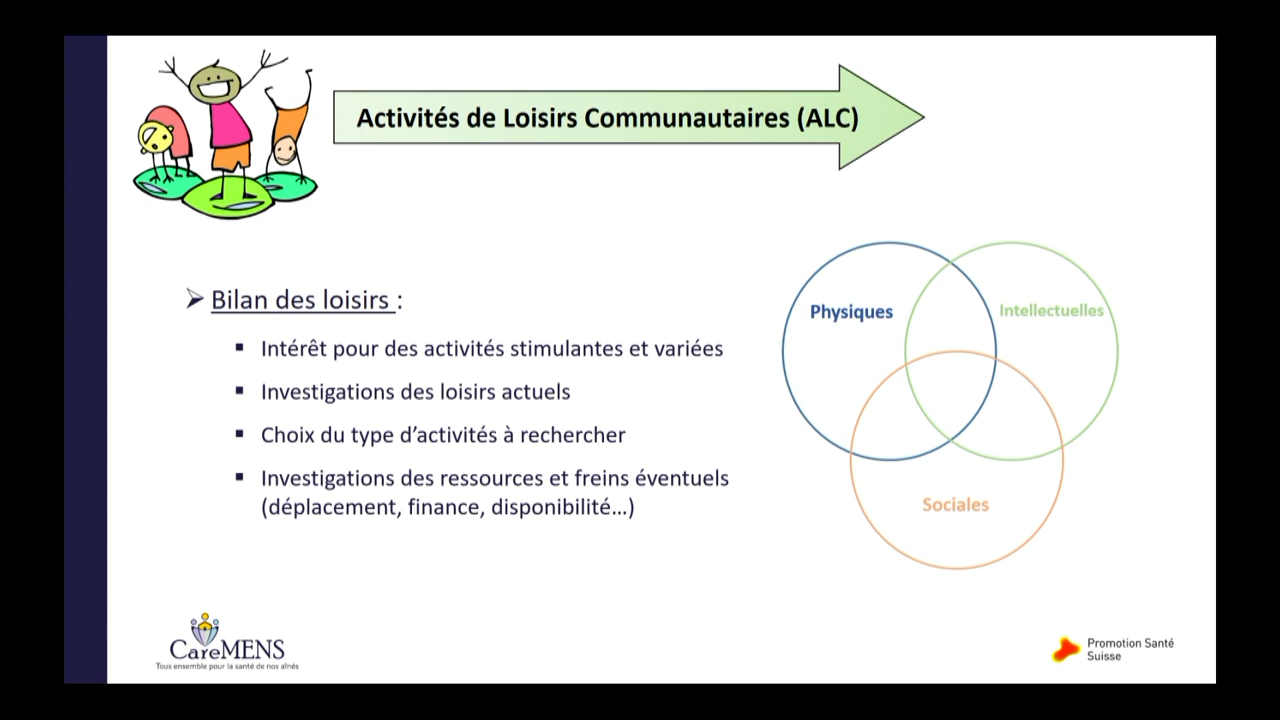 Activités de Loisirs Communautaires (ALC)
Bilan des loisirs :
Intérêt pour des activités stimulantes et variées
Investigations des loisirs actuels
Choix du type d’activités à rechercher
Investigations des ressources et freins éventuels
(déplacement, finance, disponibilité…)
Physiques
Intellectuelles
Sociales
CareMENS
Tous ensemble pour la santé de nos aînés
Promotion Santé
Suisse